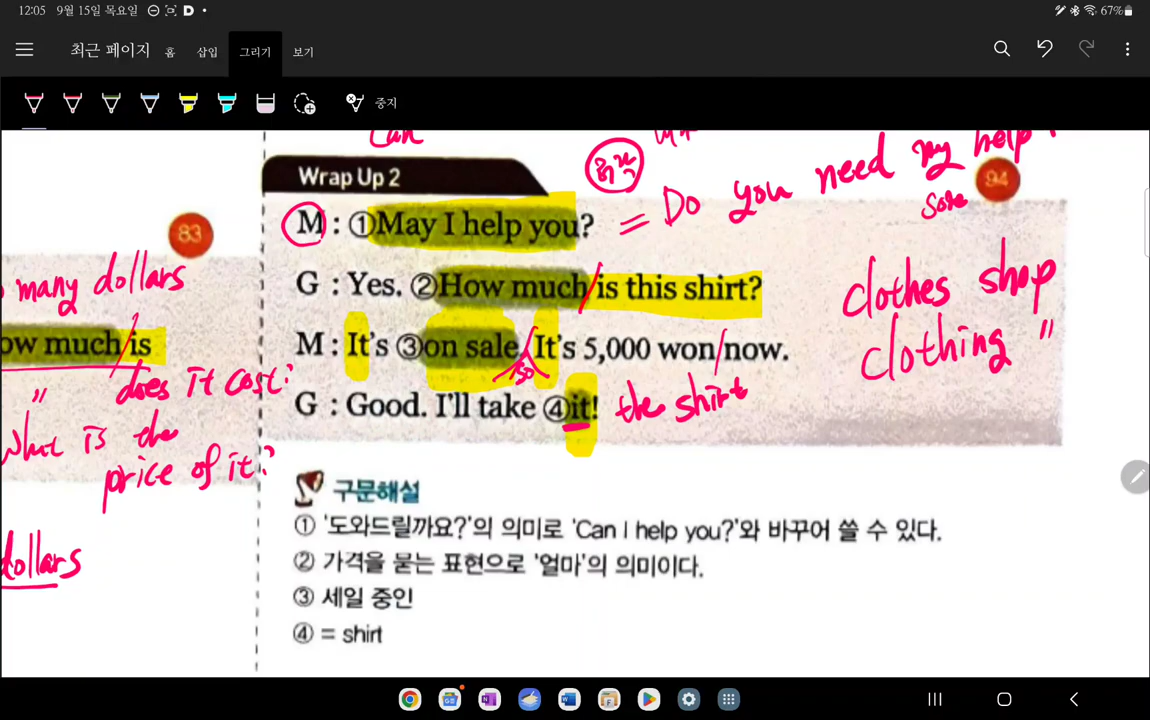 12:05 9월 15일 목요일 D 67%
최근 페이지 홈 삽입 그리기 보기
중지
Can
= Do you need my help?
Wrap Up 2
94
83
M : ①May I help you?
many dollars
G : Yes. ②How much/is this shirt?
clothes shop
ow much/is
M : It's ③on sale./It's 5,000 won/now.
so
clothing "
" does it cost?
G : Good. I'll take ④it! the shirt
what is the
price of it?
구문해설
① '도와드릴까요?'의 의미로 'Can I help you?'와 바꾸어 쓸 수 있다.
② 가격을 묻는 표현으로 '얼마'의 의미이다.
dollars
③ 세일 중인
④ = shirt